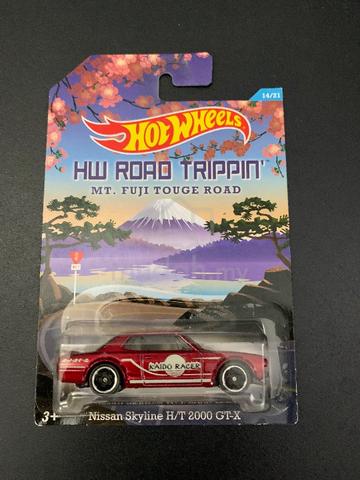 14/21
HOT WHEELS
HW ROAD TRIPPIN'
MT. FUJI TOUGE ROAD
KAIDO RACER
3+
Nissan Skyline H/T 2000 GT-X